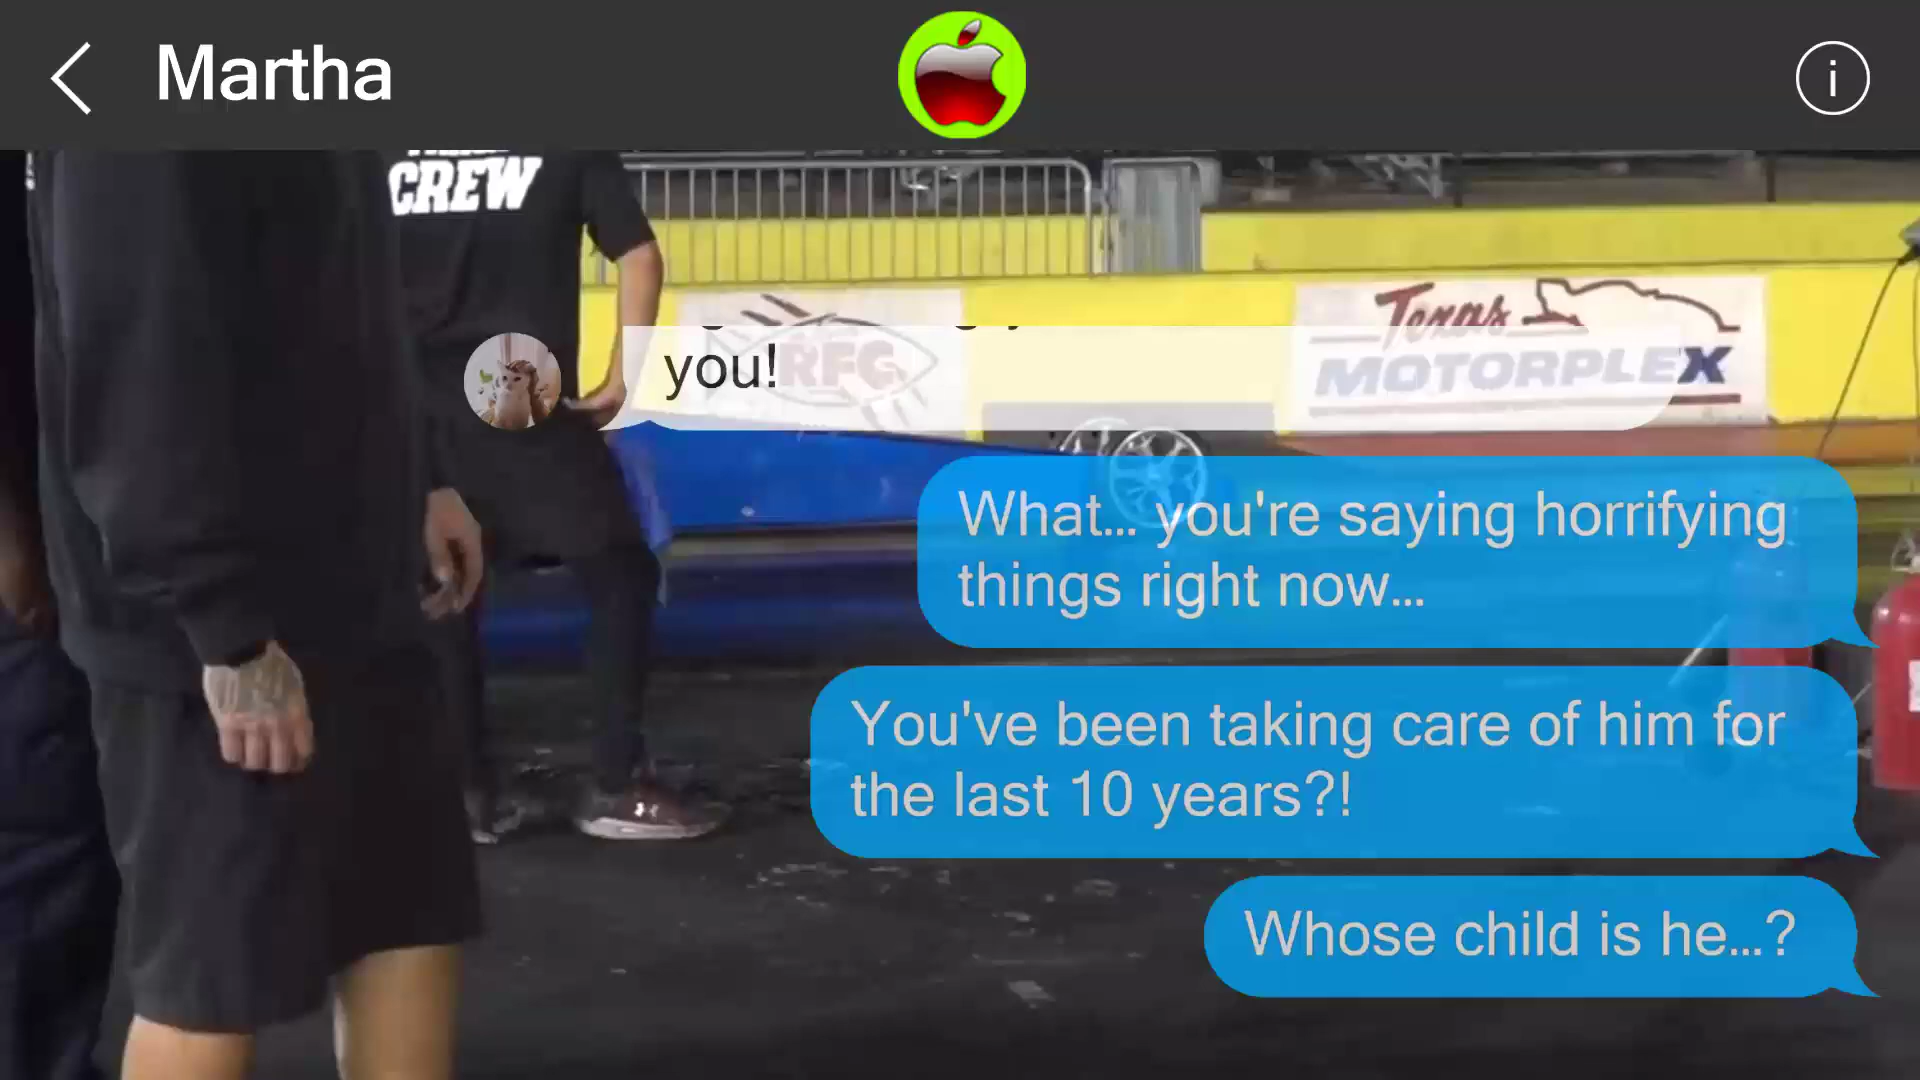 Martha
i
CREW
Texas
MOTORPLEX
RFC
you!
What... you're saying horrifying
things right now...
You've been taking care of him for
the last 10 years?!
Whose child is he...?